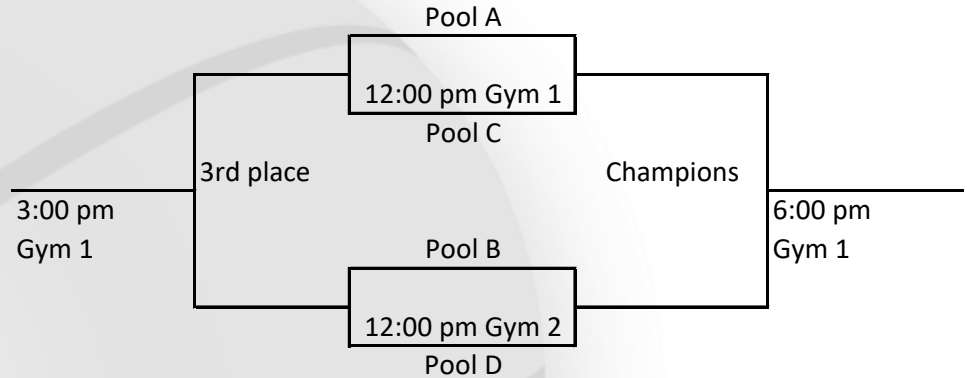 Pool A
12:00 pm Gym 1
Pool C
3rd place
Champions
3:00 pm
Gym 1
6:00 pm
Gym 1
Pool B
12:00 pm Gym 2
Pool D